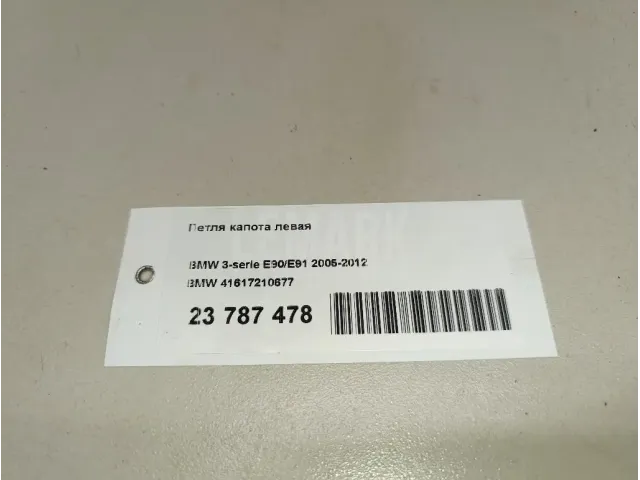 Петля капота левая
BMW 3-serie E90/E91 2005-2012
BMW 41617210677
23 787 478